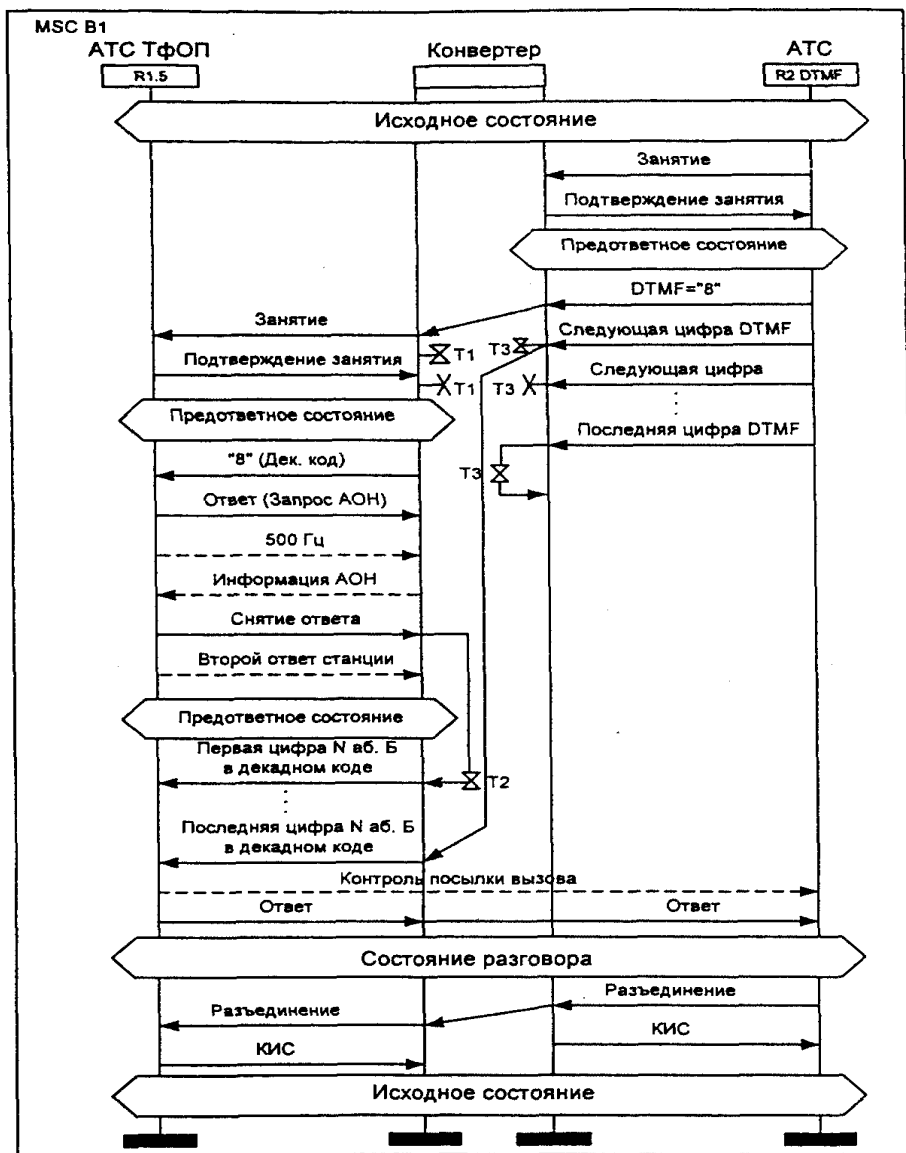 MSC B1
АТС ТфОП
Конвертер
АТС
R1.5
R2 DTMF
Исходное состояние
Занятие
Подтверждение занятия
Предответное состояние
DTMF="8"
Занятие
Следующая цифра DTMF
T1
T3
Подтверждение занятия
Следующая цифра
T1
T3
Предответное состояние
Последняя цифра DTMF
"8" (Дек. код)
T3
Ответ (Запрос АОН)
500 Гц
Информация АОН
Снятие ответа
Второй ответ станции
Предответное состояние
Первая цифра N аб. Б
в декадном коде
T2
Последняя цифра N аб. Б
в декадном коде
Контроль посылки вызова
Ответ
Ответ
Состояние разговора
Разъединение
Разъединение
КИС
КИС
Исходное состояние